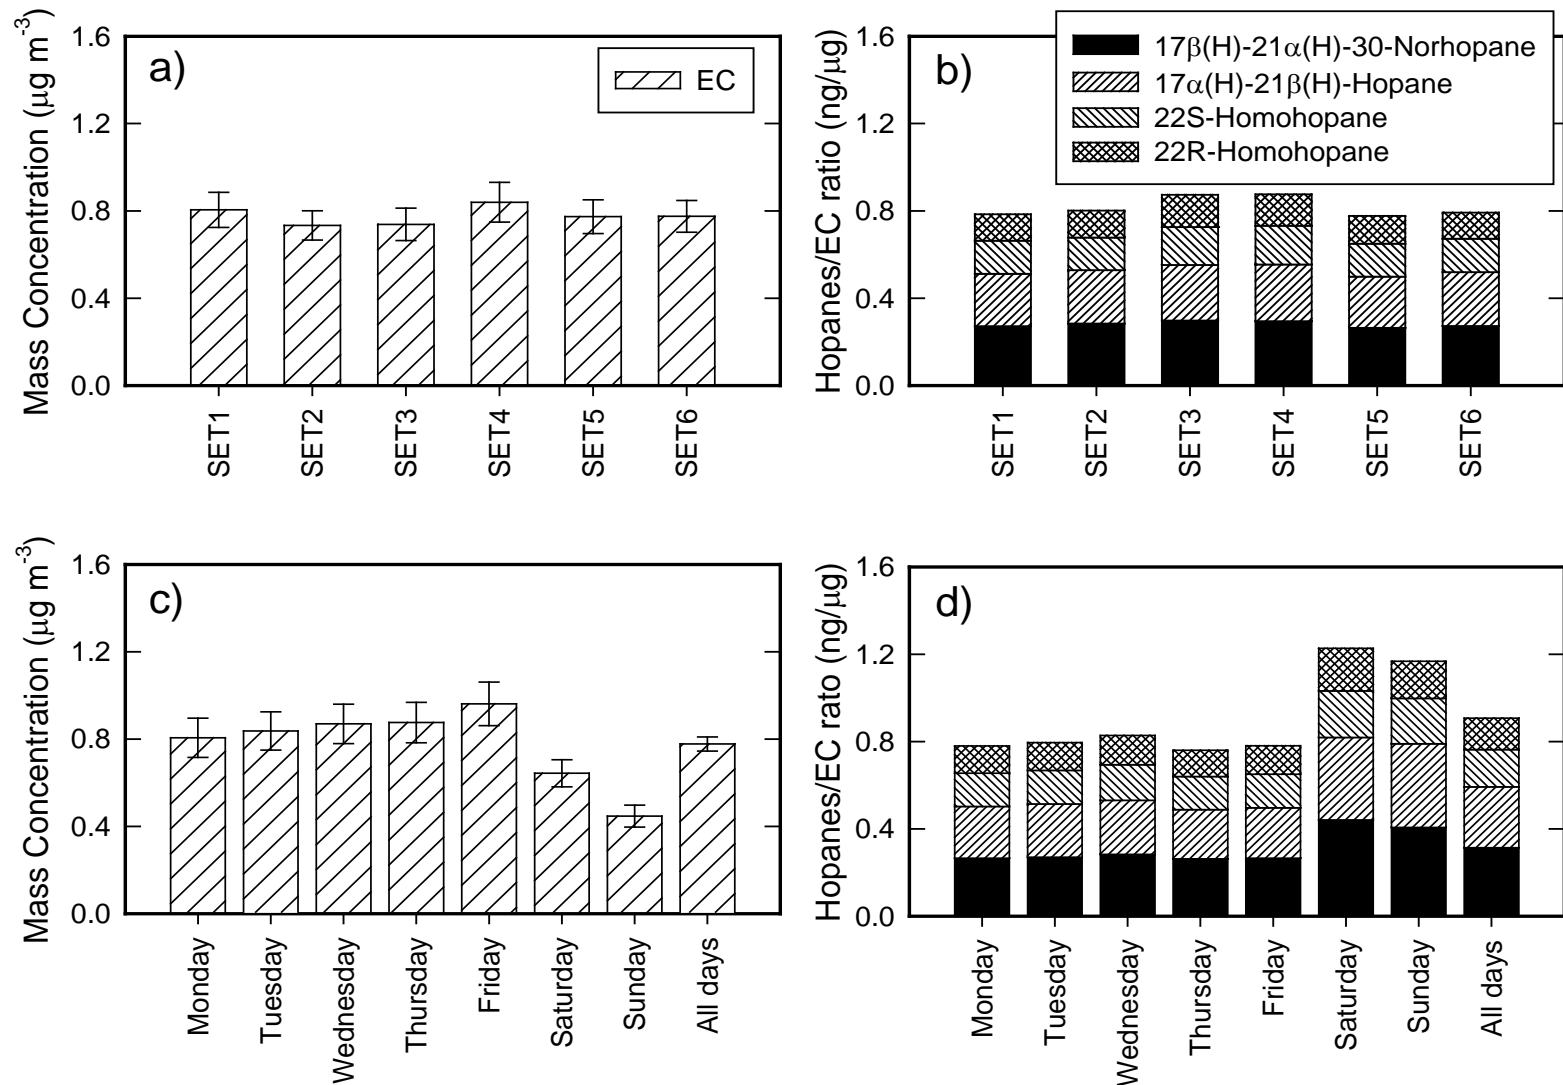 a)
Mass Concentration (μg m-3)
1.6
1.2
0.8
0.4
0.0
EC
SET1
SET2
SET3
SET4
SET5
SET6
b)
Hopanes/EC ratio (ng/μg)
1.6
1.2
0.8
0.4
0.0
17β(H)-21α(H)-30-Norhopane
17α(H)-21β(H)-Hopane
22S-Homohopane
22R-Homohopane
SET1
SET2
SET3
SET4
SET5
SET6
c)
Mass Concentration (μg m-3)
1.6
1.2
0.8
0.4
0.0
Monday
Tuesday
Wednesday
Thursday
Friday
Saturday
Sunday
All days
d)
Hopanes/EC rato (ng/μg)
1.6
1.2
0.8
0.4
0.0
Monday
Tuesday
Wednesday
Thursday
Friday
Saturday
Sunday
All days